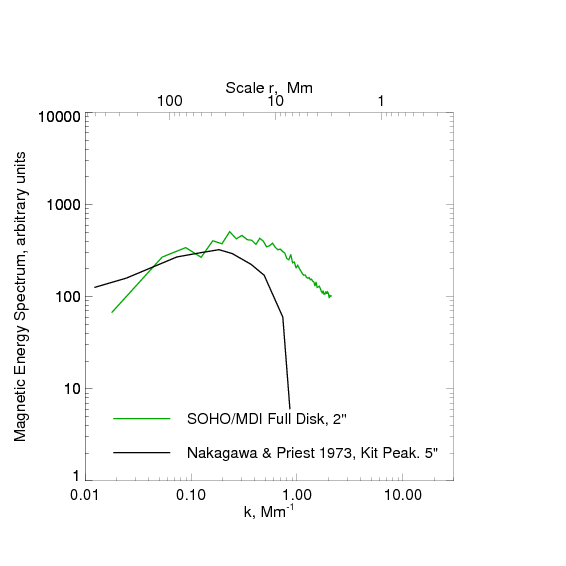 Scale r, Mm
100 10 1
10000
1000
100
10
1
Magnetic Energy Spectrum, arbitrary units
SOHO/MDI Full Disk, 2"
Nakagawa & Priest 1973, Kit Peak. 5"
0.01 0.10 1.00 10.00
k, Mm⁻¹